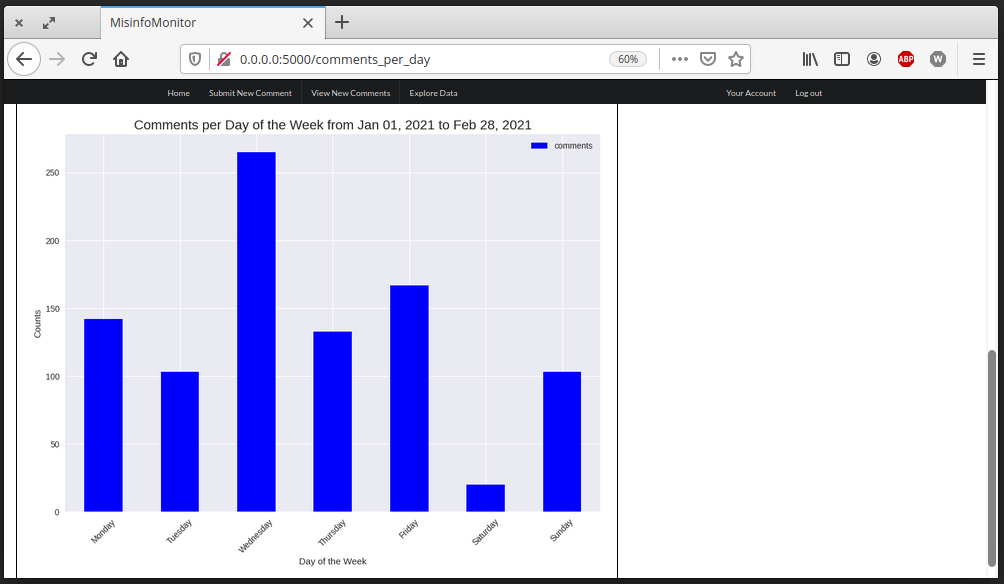 MisinfoMonitor
0.0.0.0:5000/comments_per_day 60% ABP W
Home Submit New Comment View New Comments Explore Data Your Account Log out
Comments per Day of the Week from Jan 01, 2021 to Feb 28, 2021
comments
250
200
150
100
50
0
Counts
Monday Tuesday Wednesday Thursday Friday Saturday Sunday
Day of the Week